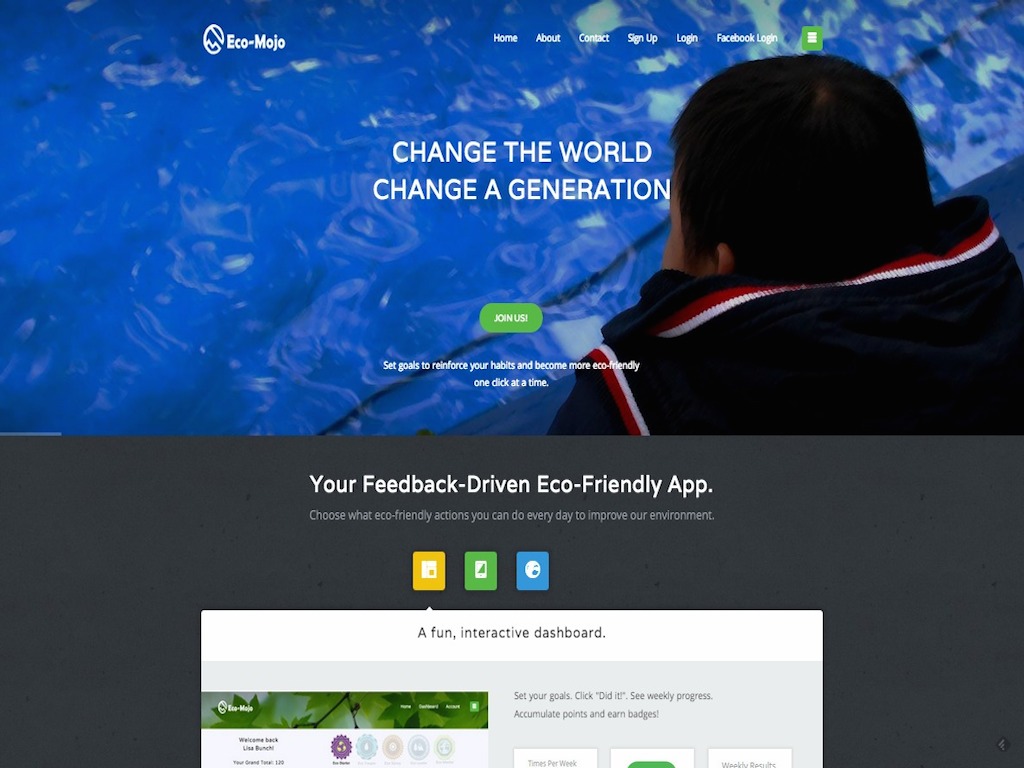 Eco-Mojo
Home About Contact Sign Up Login Facebook Login
CHANGE THE WORLD
CHANGE A GENERATION
JOIN US!
Set goals to reinforce your habits and become more eco-friendly
one click at a time.
Your Feedback-Driven Eco-Friendly App.
Choose what eco-friendly actions you can do every day to improve our environment.
A fun, interactive dashboard.
Set your goals. Click "Did it!". See weekly progress.
Accumulate points and earn badges!
Eco-Mojo
Home Dashboard Account
Welcome back
Lisa Bunch!
Your Grand Total: 120
Times Per Week
Weekly Results